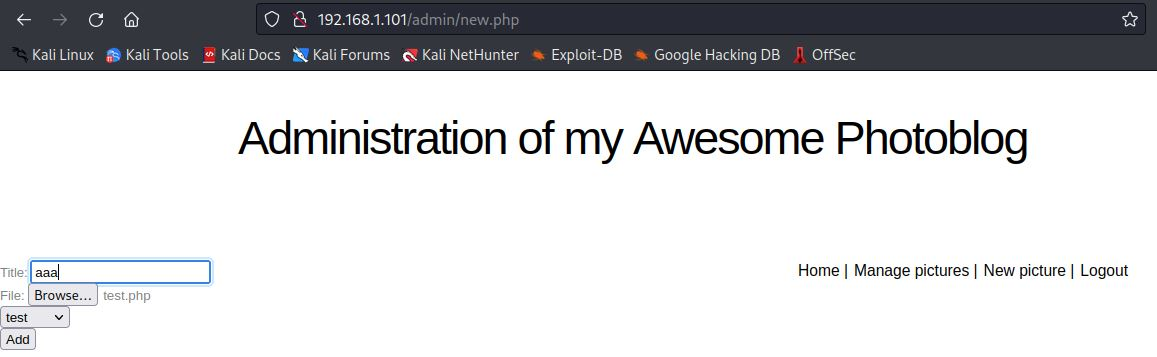 192.168.1.101/admin/new.php
Kali Linux Kali Tools Kali Docs Kali Forums Kali NetHunter Exploit-DB Google Hacking DB OffSec
Administration of my Awesome Photoblog
Title: aaa
Home | Manage pictures | New picture | Logout
File: Browse... test.php
test
Add